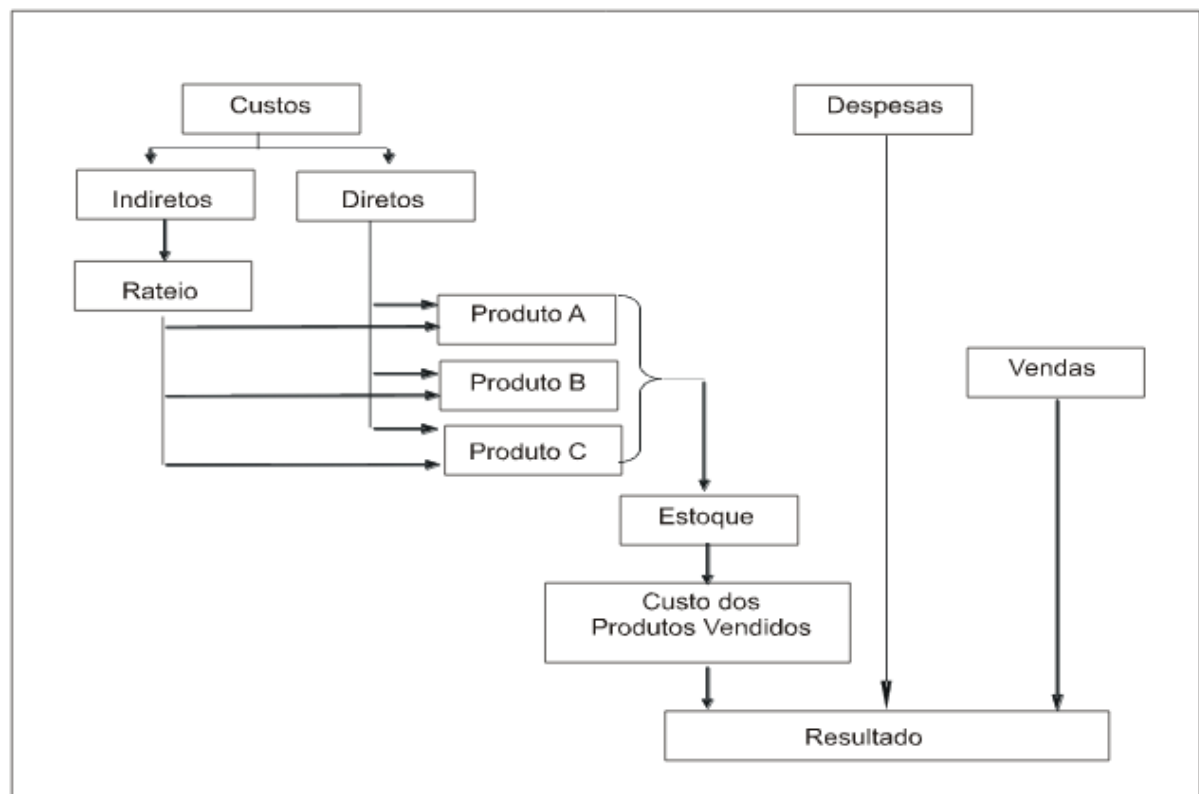 Custos
Despesas
Indiretos
Diretos
Rateio
Produto A
Produto B
Vendas
Produto C
Estoque
Custo dos
Produtos Vendidos
Resultado